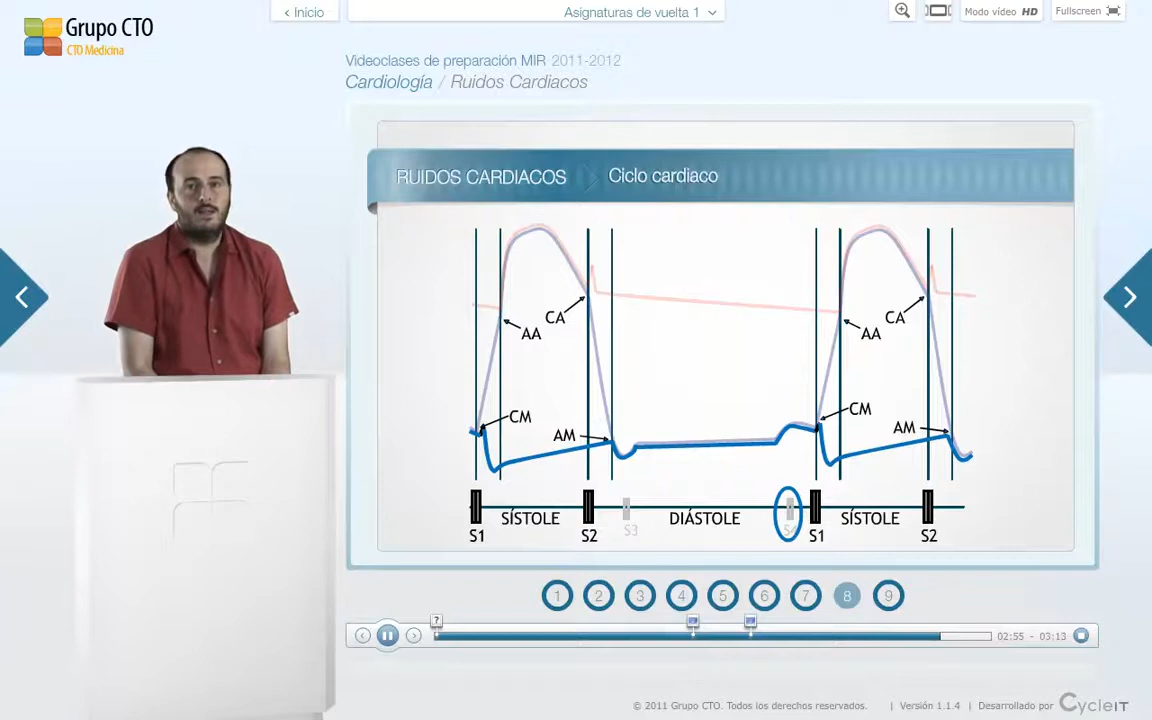 Grupo CTO
CTO Medicina
‹ Inicio
Asignaturas de vuelta 1
Modo vídeo HD
Fullscreen
Videoclases de preparación MIR 2011-2012
Cardiología / Ruidos Cardiacos
RUIDOS CARDIACOS Ciclo cardiaco
CA CA
AA AA
CM CM
AM AM
SÍSTOLE DIÁSTOLE SÍSTOLE
S1 S2 S3 S4 S1 S2
1 2 3 4 5 6 7 8 9
?
02:55 - 03:13
© 2011 Grupo CTO. Todos los derechos reservados. | Versión 1.1.4 | Desarrollado por CycleIT